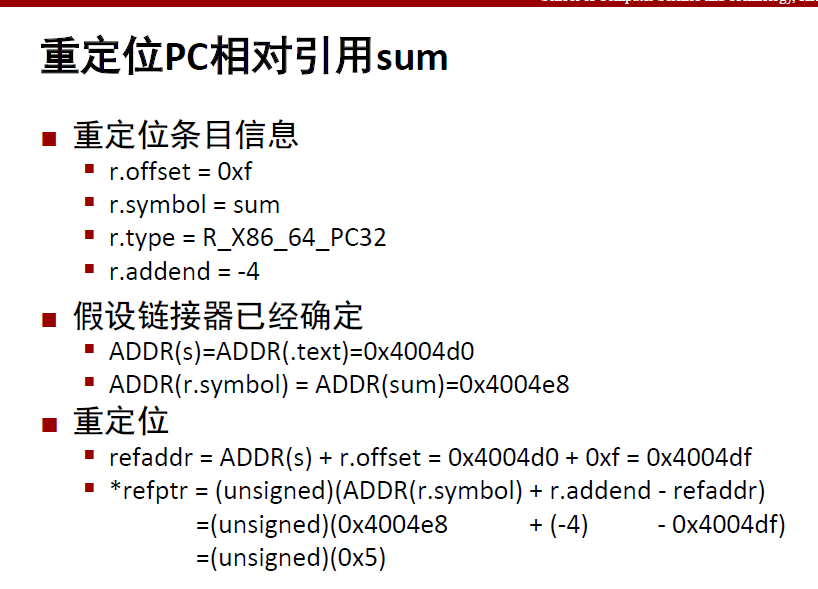 重定位PC相对引用sum
重定位条目信息
r.offset = 0xf
r.symbol = sum
r.type = R_X86_64_PC32
r.addend = -4
假设链接器已经确定
ADDR(s)=ADDR(.text)=0x4004d0
ADDR(r.symbol) = ADDR(sum)=0x4004e8
重定位
refaddr = ADDR(s) + r.offset = 0x4004d0 + 0xf = 0x4004df
*refptr = (unsigned)(ADDR(r.symbol) + r.addend - refaddr)
=(unsigned)(0x4004e8 + (-4) - 0x4004df)
=(unsigned)(0x5)